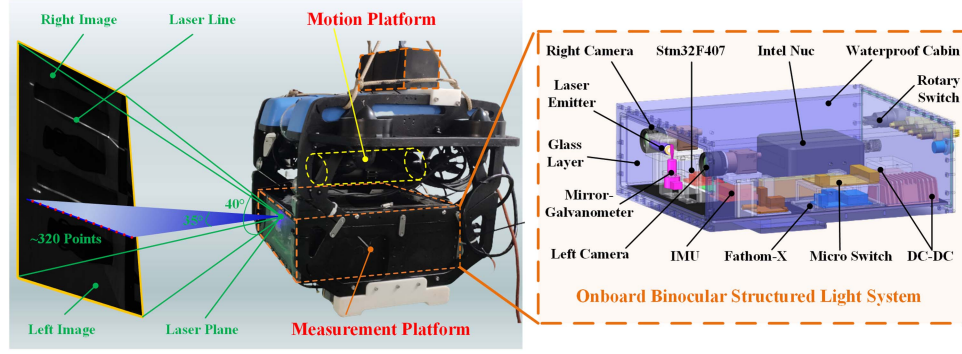 Right Image
Laser Line
Motion Platform
40°
25°
~320 Points
Left Image
Laser Plane
Measurement Platform
Right Camera
Stm32F407
Intel Nuc
Waterproof Cabin
Laser
Emitter
Rotary
Switch
Glass
Layer
Mirror-
Galvanometer
Left Camera
IMU
Fathom-X
Micro Switch
DC-DC
Onboard Binocular Structured Light System